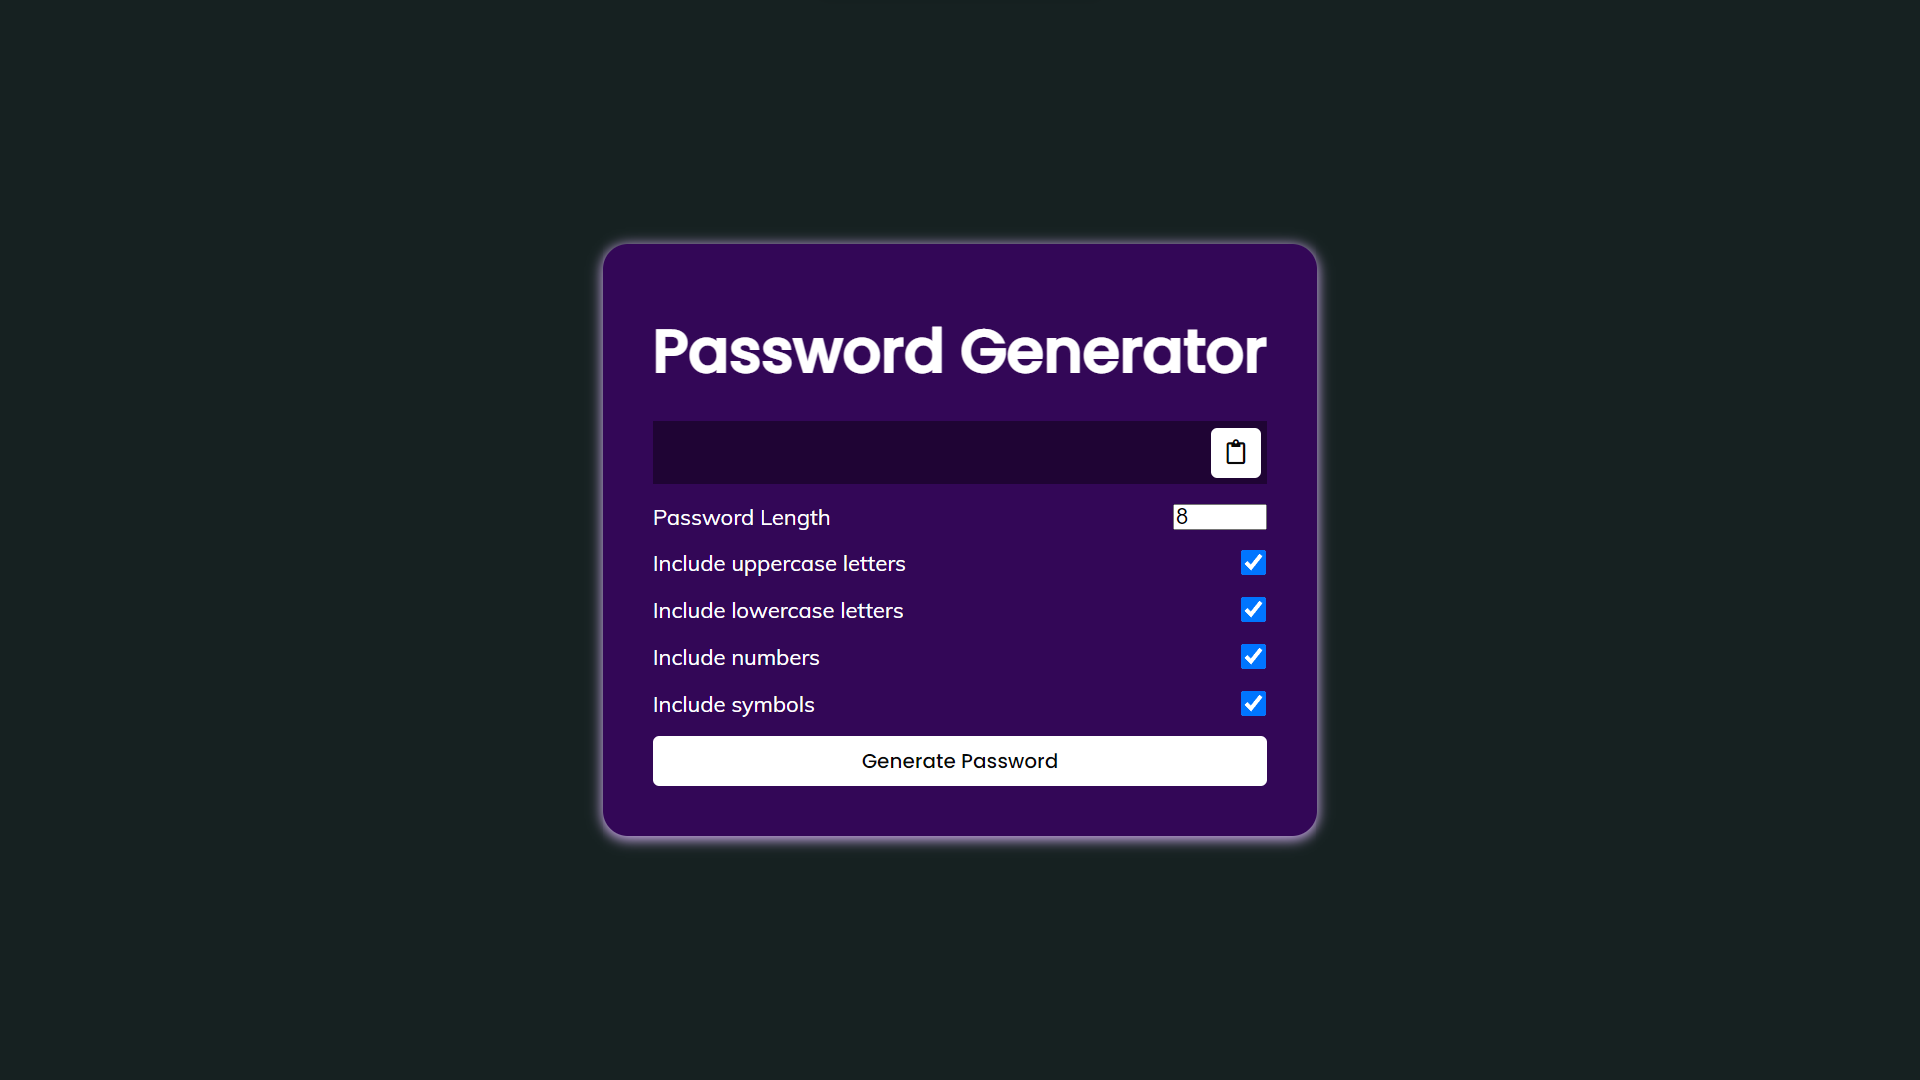 Password Generator
Password Length 8
Include uppercase letters
Include lowercase letters
Include numbers
Include symbols
Generate Password